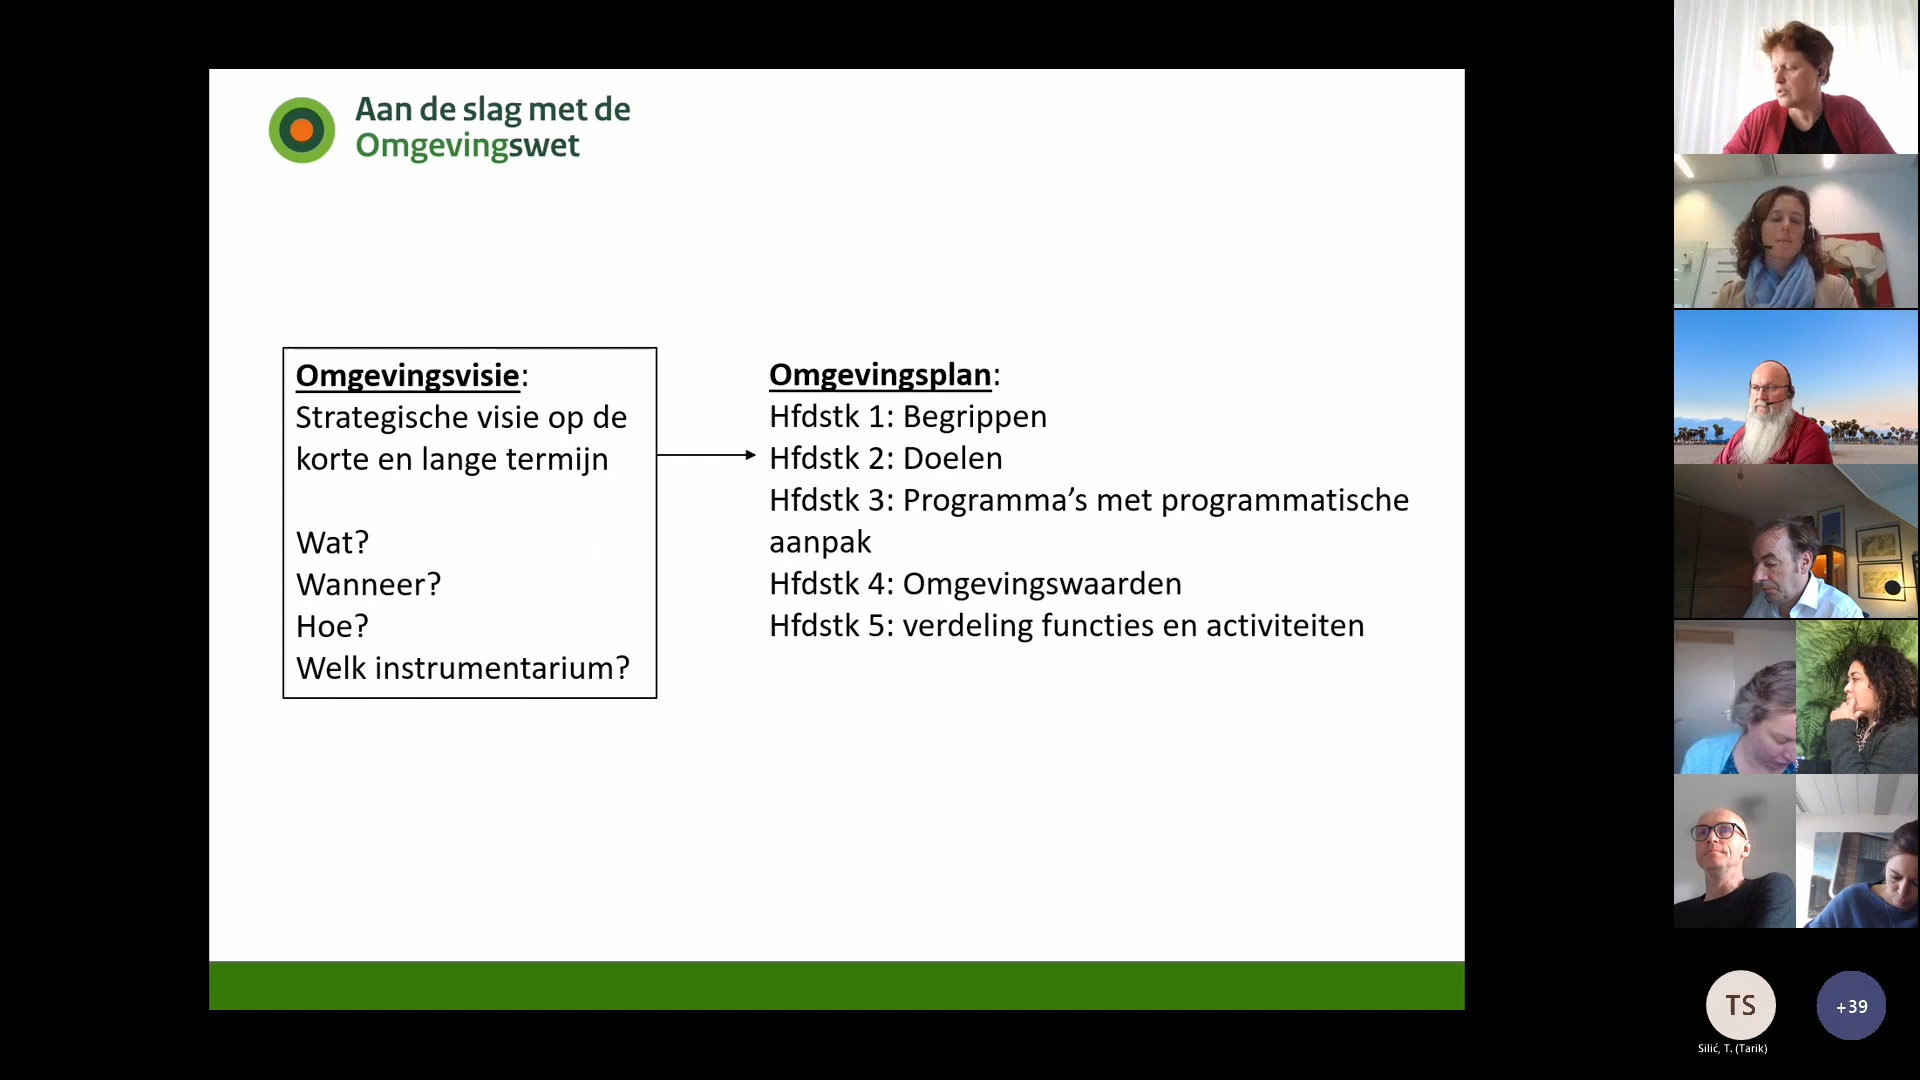 Aan de slag met de
Omgevingswet
Omgevingsvisie:
Strategische visie op de
korte en lange termijn
Wat?
Wanneer?
Hoe?
Welk instrumentarium?
Omgevingsplan:
Hfdstk 1: Begrippen
Hfdstk 2: Doelen
Hfdstk 3: Programma’s met programmatische
aanpak
Hfdstk 4: Omgevingswaarden
Hfdstk 5: verdeling functies en activiteiten
TS
+39
Silić, T. (Tarik)